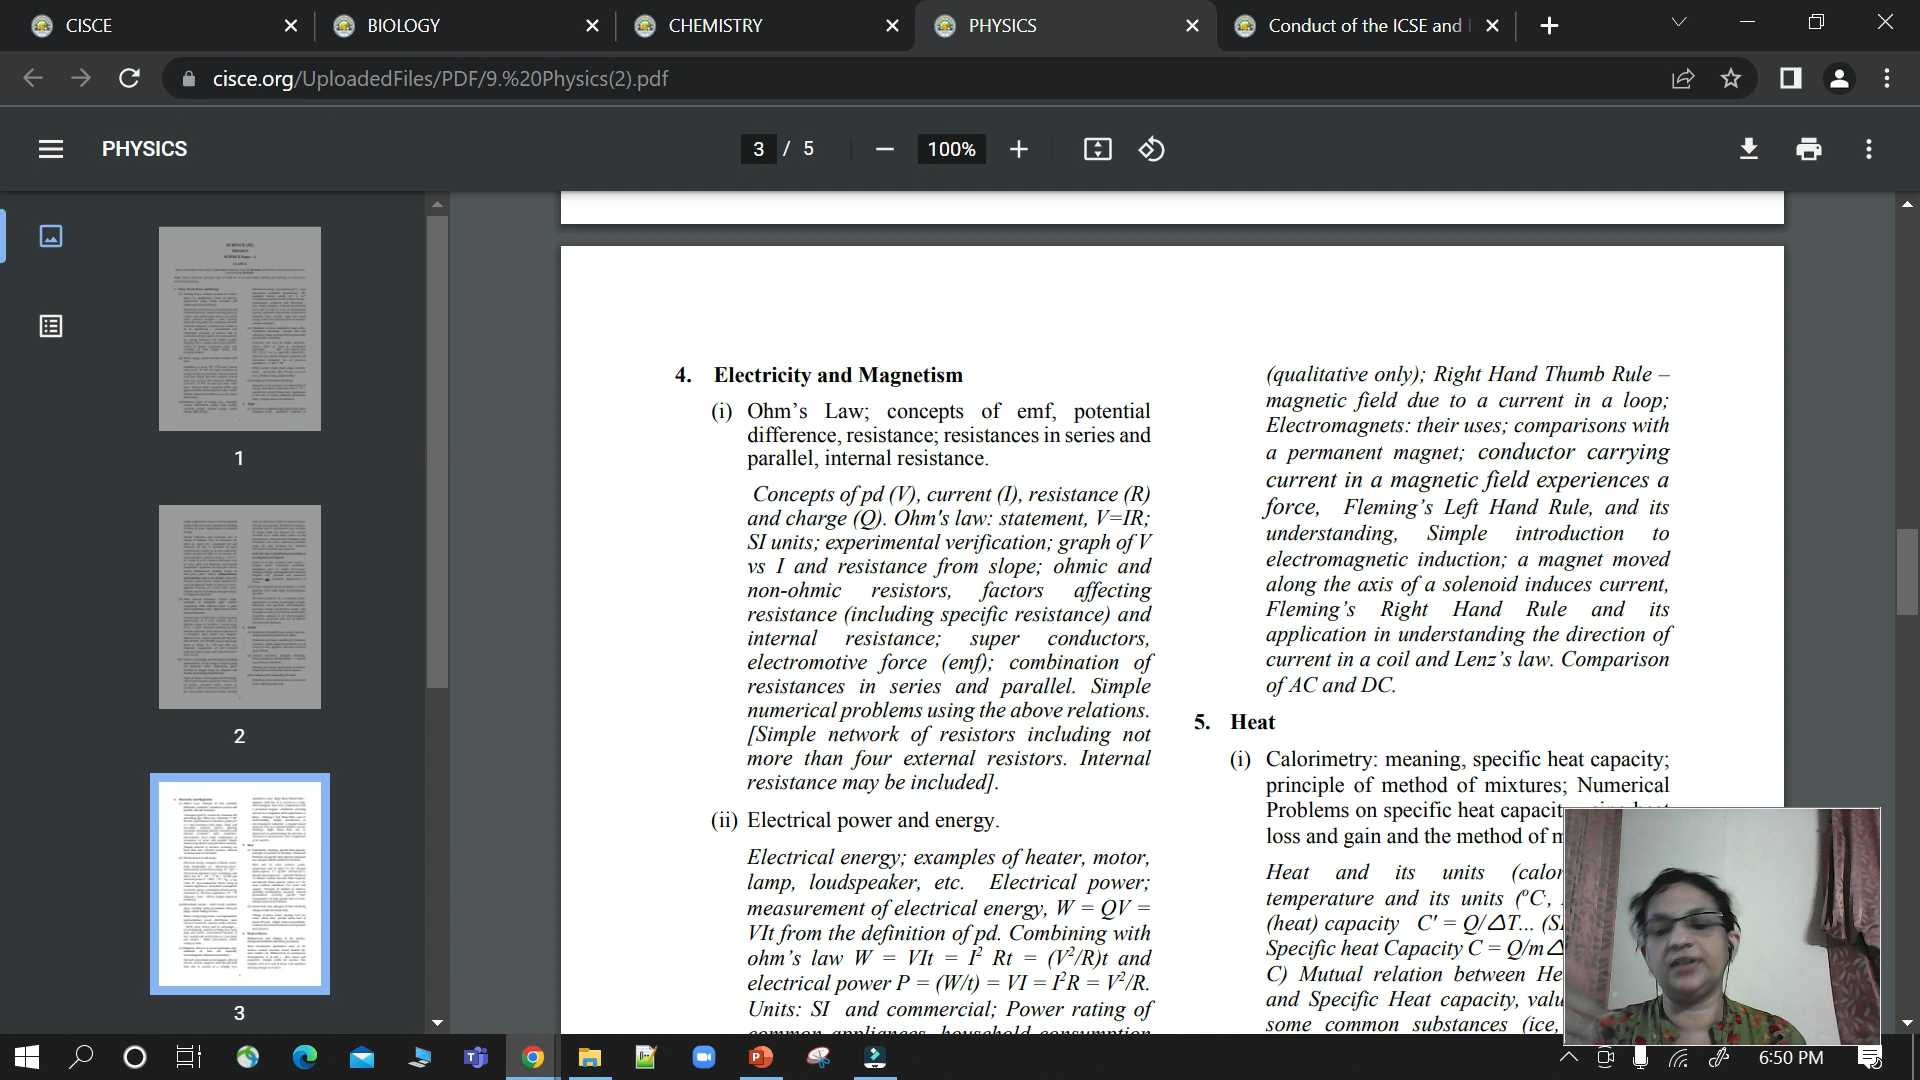 CISCE
BIOLOGY
CHEMISTRY
PHYSICS
Conduct of the ICSE and
cisce.org/UploadedFiles/PDF/9.%20Physics(2).pdf
PHYSICS
3 / 5
100%
1
2
3
4. Electricity and Magnetism
(i) Ohm's Law; concepts of emf, potential
difference, resistance; resistances in series and
parallel, internal resistance.
Concepts of pd (V), current (I), resistance (R)
and charge (Q). Ohm's law: statement, V=IR;
SI units; experimental verification; graph of V
vs I and resistance from slope; ohmic and
non-ohmic resistors, factors affecting
resistance (including specific resistance) and
internal resistance; super conductors,
electromotive force (emf); combination of
resistances in series and parallel. Simple
numerical problems using the above relations.
[Simple network of resistors including not
more than four external resistors. Internal
resistance may be included].
(ii) Electrical power and energy.
Electrical energy; examples of heater, motor,
lamp, loudspeaker, etc. Electrical power;
measurement of electrical energy, W = QV =
VIt from the definition of pd. Combining with
ohm's law W = VIt = I² Rt = (V²/R)t and
electrical power P = (W/t) = VI = I²R = V²/R.
Units: SI and commercial; Power rating of
common appliances, household consumption
(qualitative only); Right Hand Thumb Rule –
magnetic field due to a current in a loop;
Electromagnets: their uses; comparisons with
a permanent magnet; conductor carrying
current in a magnetic field experiences a
force, Fleming's Left Hand Rule, and its
understanding, Simple introduction to
electromagnetic induction; a magnet moved
along the axis of a solenoid induces current,
Fleming's Right Hand Rule and its
application in understanding the direction of
current in a coil and Lenz's law. Comparison
of AC and DC.
5. Heat
(i) Calorimetry: meaning, specific heat capacity;
principle of method of mixtures; Numerical
Problems on specific heat
loss and gain and the method of
Heat and its units
temperature and its units (°C,
(heat) capacity C' = Q/△T...
Specific heat Capacity C = Q/m△
C) Mutual relation between
and Specific Heat capacity,
some common substances (ice,
6:50 PM